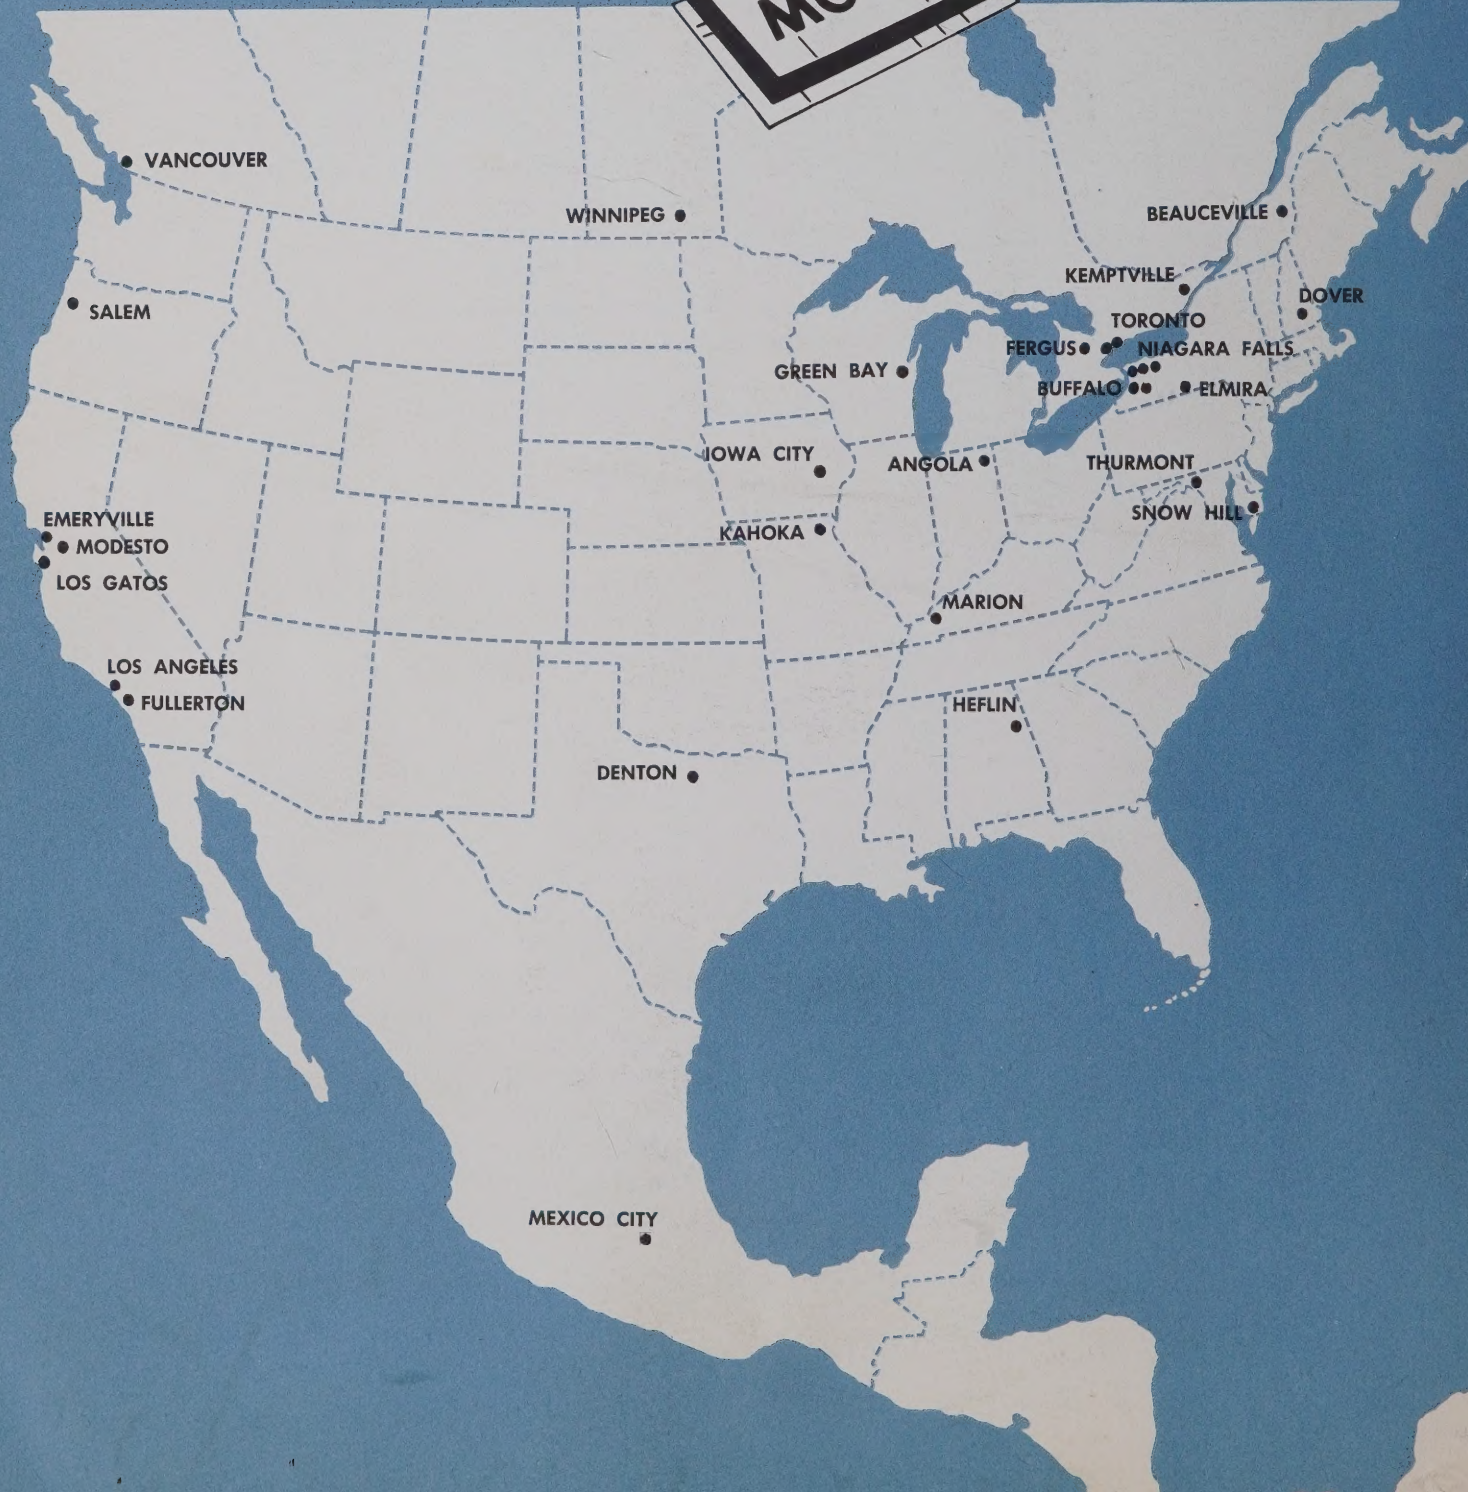 MO
VANCOUVER
WINNIPEG
BEAUCEVILLE
KEMPTVILLE
DOVER
SALEM
TORONTO
FERGUS
NIAGARA FALLS
GREEN BAY
BUFFALO
ELMIRA
IOWA CITY
ANGOLA
THURMONT
SNOW HILL
EMERYVILLE
KAHOKA
MODESTO
LOS GATOS
MARION
LOS ANGELES
FULLERTON
HEFLIN
DENTON
MEXICO CITY